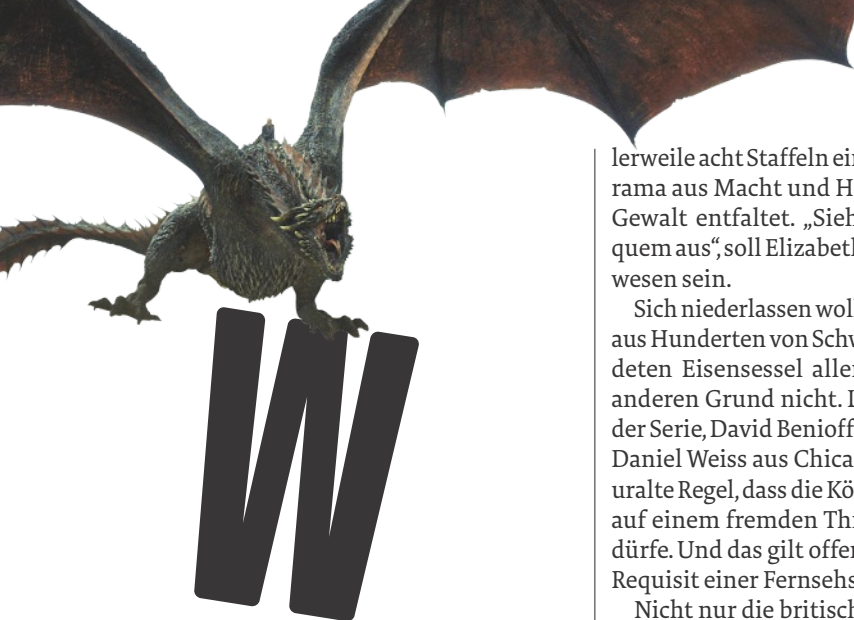 W
lerweile acht Staffeln ein
rama aus Macht und H
Gewalt entfaltet. „Sieh
quem aus“, soll Elizabeth
wesen sein.
Sich niederlassen woll
aus Hunderten von Schw
deten Eisensessel aller
anderen Grund nicht. D
der Serie, David Benioff
Daniel Weiss aus Chica
uralte Regel, dass die Kö
auf einem fremden Thr
dürfe. Und das gilt offen
Requisit einer Fernsehs
Nicht nur die britisch